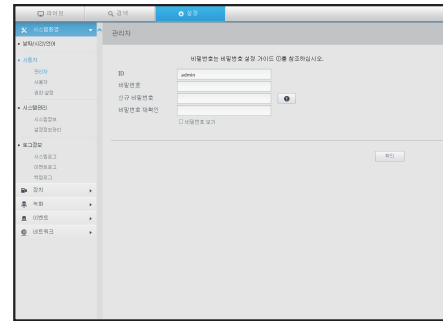 라이브
검색
설정
시스템환경
관리자
날짜/시간/언어
사용자
관리자
사용자
권한 설정
시스템관리
시스템정보
설정정보관리
로그정보
시스템로그
이벤트로그
백업로그
장치
녹화
이벤트
네트워크
비밀번호는 비밀번호 설정 가이드 ①를 참조하십시오.
ID
admin
비밀번호
신규 비밀번호
비밀번호 재확인
비밀번호 보기
확인